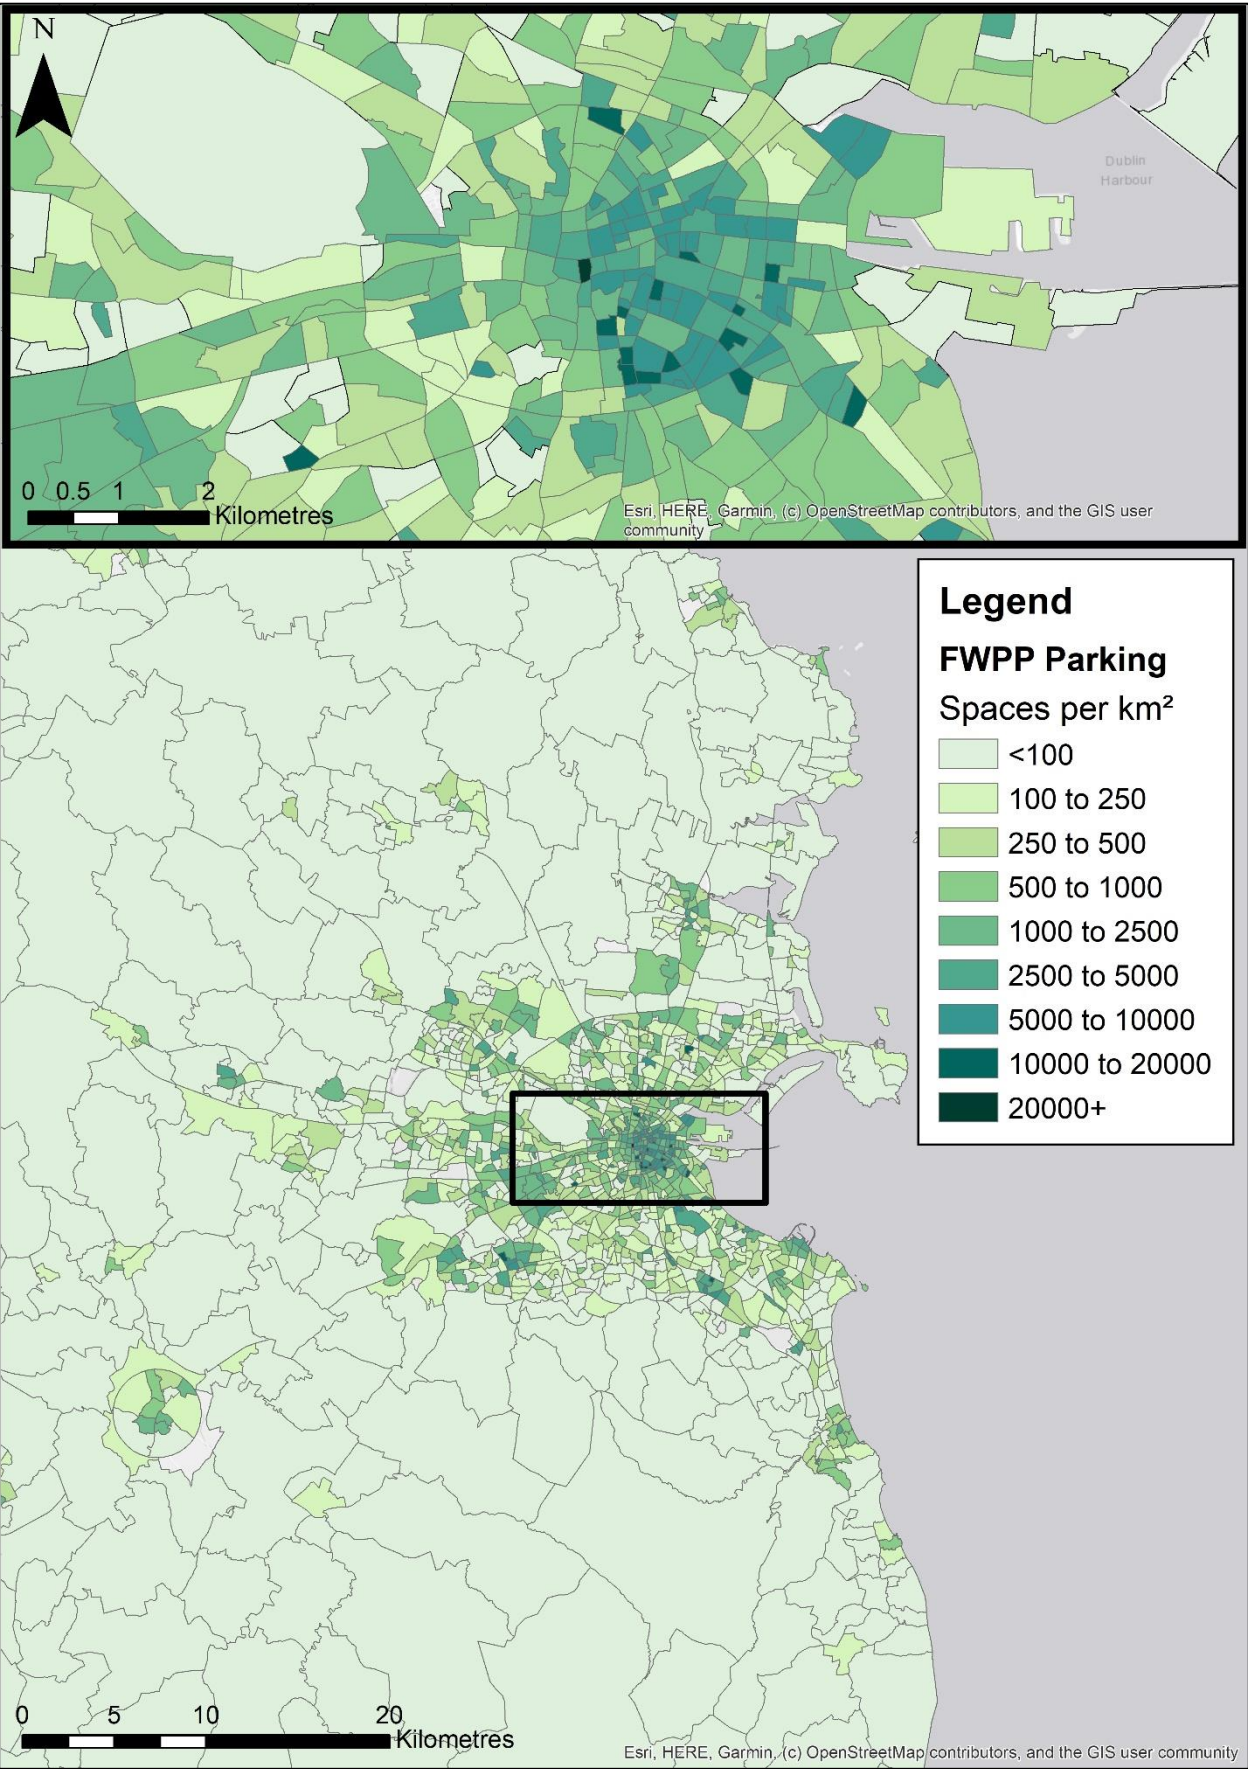 N
Dublin
Harbour
0 0.5 1 2
Kilometres
Esri, HERE, Garmin, (c) OpenStreetMap contributors, and the GIS user
community
Legend
FWPP Parking
Spaces per km²
<100
100 to 250
250 to 500
500 to 1000
1000 to 2500
2500 to 5000
5000 to 10000
10000 to 20000
20000+
0 5 10 20
Kilometres
Esri, HERE, Garmin, (c) OpenStreetMap contributors, and the GIS user community